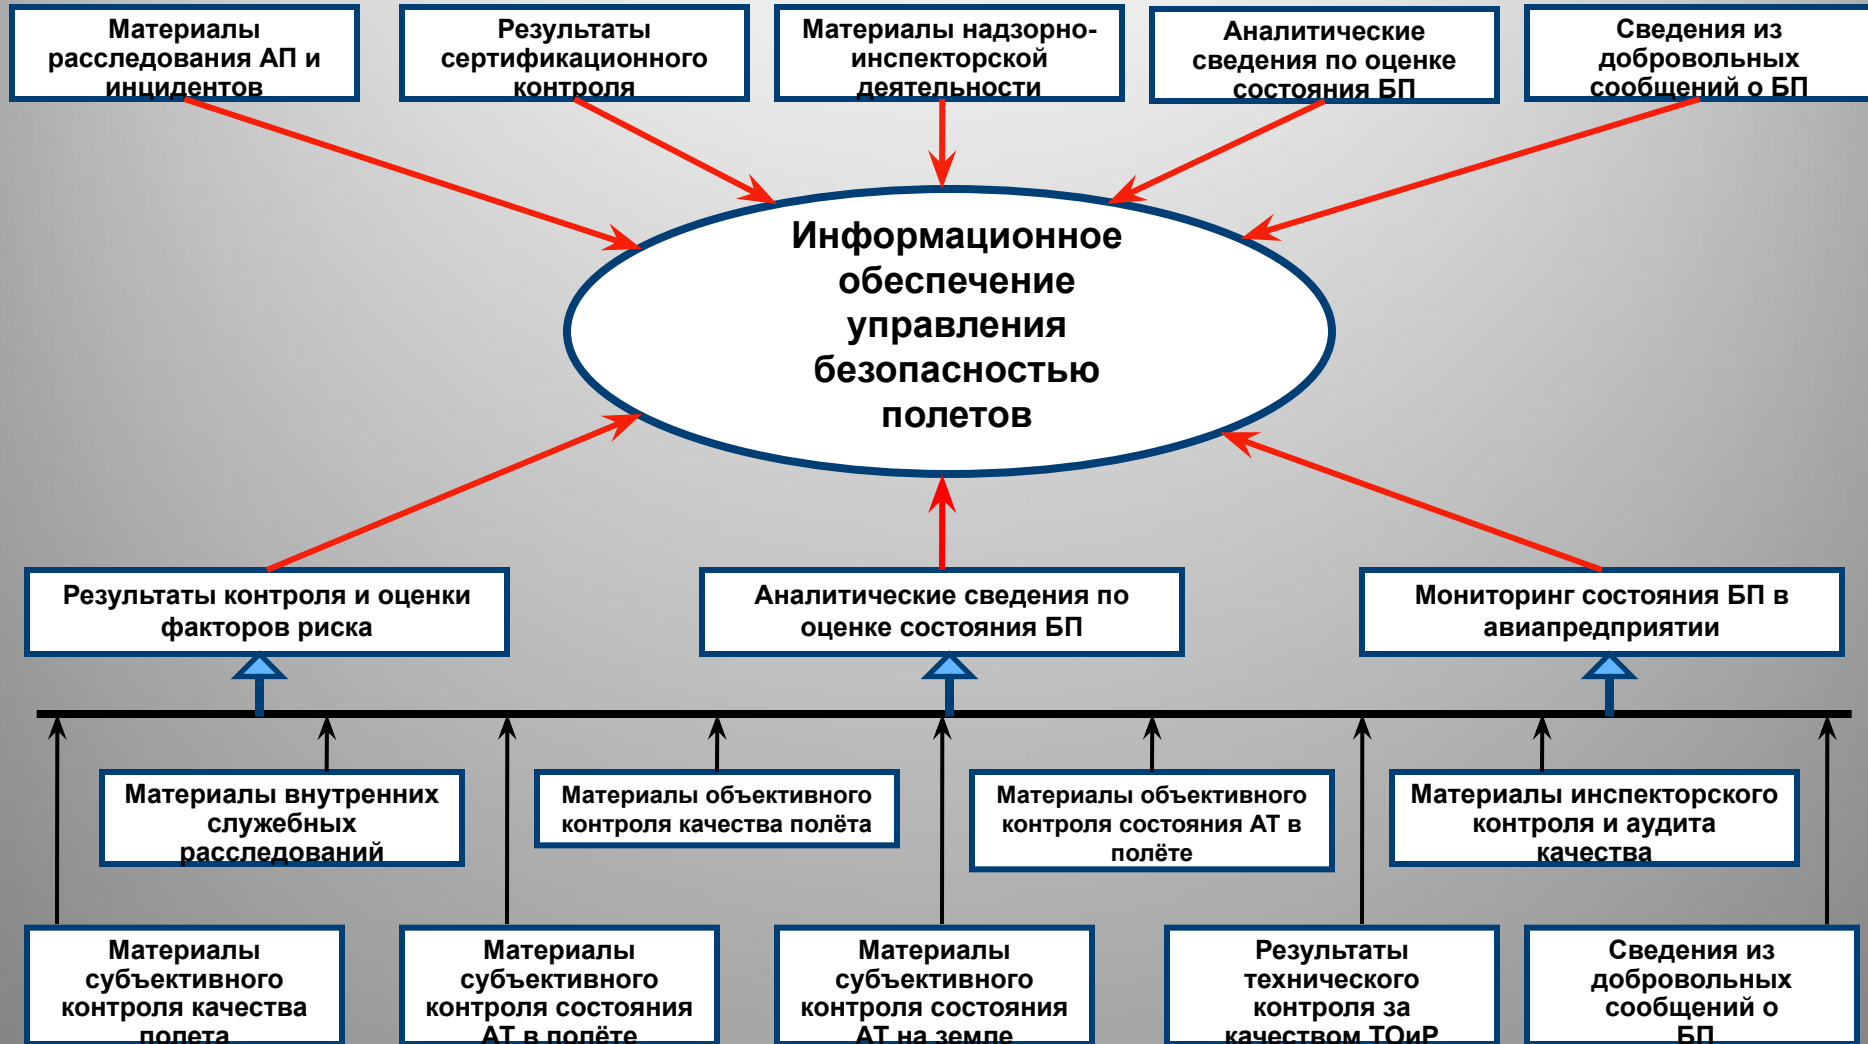 Материалы
расследования АП и
инцидентов
Результаты
сертификационного
контроля
Материалы надзорно-
инспекторской
деятельности
Аналитические
сведения по оценке
состояния БП
Сведения из
добровольных
сообщений о БП
Информационное
обеспечение
управления
безопасностью
полетов
Результаты контроля и оценки
факторов риска
Аналитические сведения по
оценке состояния БП
Мониторинг состояния БП в
авиапредприятии
Материалы внутренних
служебных
расследований
Материалы объективного
контроля качества полёта
Материалы объективного
контроля состояния АТ в
полёте
Материалы инспекторского
контроля и аудита
качества
Материалы
субъективного
контроля качества
полета
Материалы
субъективного
контроля состояния
АТ в полёте
Материалы
субъективного
контроля состояния
АТ на земле
Результаты
технического
контроля за
качеством ТОиР
Сведения из
добровольных
сообщений о
БП